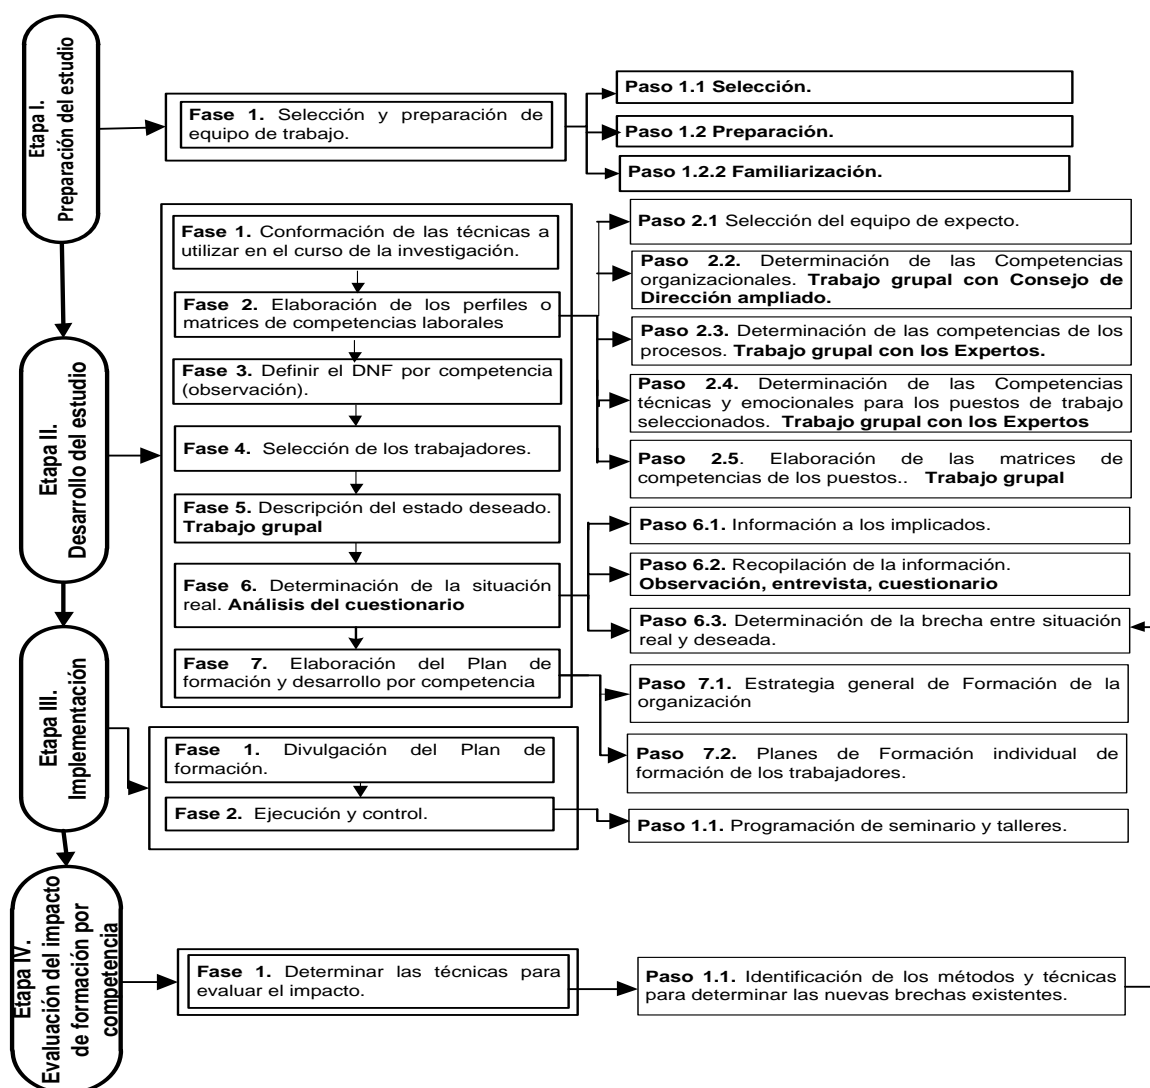 Etapa I.
Preparación del estudio
Fase 1. Selección y preparación de
equipo de trabajo.
Paso 1.1 Selección.
Paso 1.2 Preparación.
Paso 1.2.2 Familiarización.
Etapa II.
Desarrollo del estudio
Fase 1. Conformación de las técnicas a
utilizar en el curso de la investigación.
Fase 2. Elaboración de los perfiles o
matrices de competencias laborales
Fase 3. Definir el DNF por competencia
(observación).
Fase 4. Selección de los trabajadores.
Fase 5. Descripción del estado deseado.
Trabajo grupal
Fase 6. Determinación de la situación
real. Análisis del cuestionario
Fase 7. Elaboración del Plan de
formación y desarrollo por competencia
Paso 2.1 Selección del equipo de expecto.
Paso 2.2. Determinación de las Competencias
organizacionales. Trabajo grupal con Consejo de
Dirección ampliado.
Paso 2.3. Determinación de las competencias de los
procesos. Trabajo grupal con los Expertos.
Paso 2.4. Determinación de las Competencias
técnicas y emocionales para los puestos de trabajo
seleccionados. Trabajo grupal con los Expertos
Paso 2.5. Elaboración de las matrices de
competencias de los puestos.. Trabajo grupal
Paso 6.1. Información a los implicados.
Paso 6.2. Recopilación de la información.
Observación, entrevista, cuestionario
Paso 6.3. Determinación de la brecha entre situación
real y deseada.
Paso 7.1. Estrategia general de Formación de la
organización
Paso 7.2. Planes de Formación individual de
formación de los trabajadores.
Etapa III.
Implementación
Fase 1. Divulgación del Plan de
formación.
Fase 2. Ejecución y control.
Paso 1.1. Programación de seminario y talleres.
Etapa IV.
Evaluación del impacto
de formación por
competencia
Fase 1. Determinar las técnicas para
evaluar el impacto.
Paso 1.1. Identificación de los métodos y técnicas
para determinar las nuevas brechas existentes.